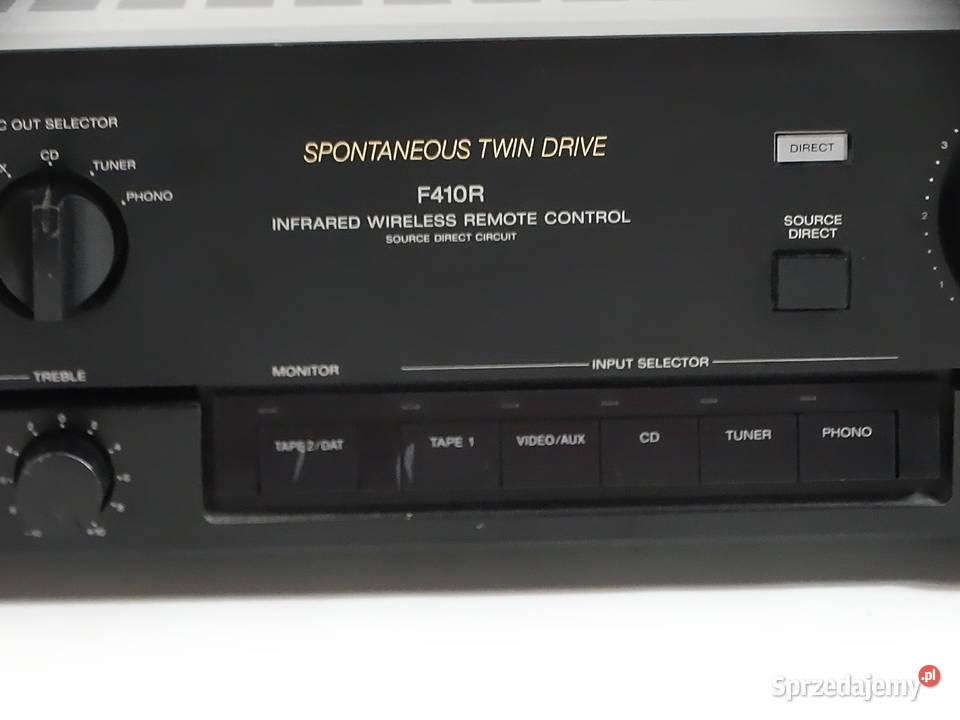 C OUT SELECTOR
X CD TUNER PHONO
SPONTANEOUS TWIN DRIVE
F410R
INFRARED WIRELESS REMOTE CONTROL
SOURCE DIRECT CIRCUIT
DIRECT
SOURCE
DIRECT
3
2
1
TREBLE
MONITOR
INPUT SELECTOR
TAPE 2/DAT
TAPE 1
VIDEO/AUX
CD
TUNER
PHONO
Sprzedajemy.pl